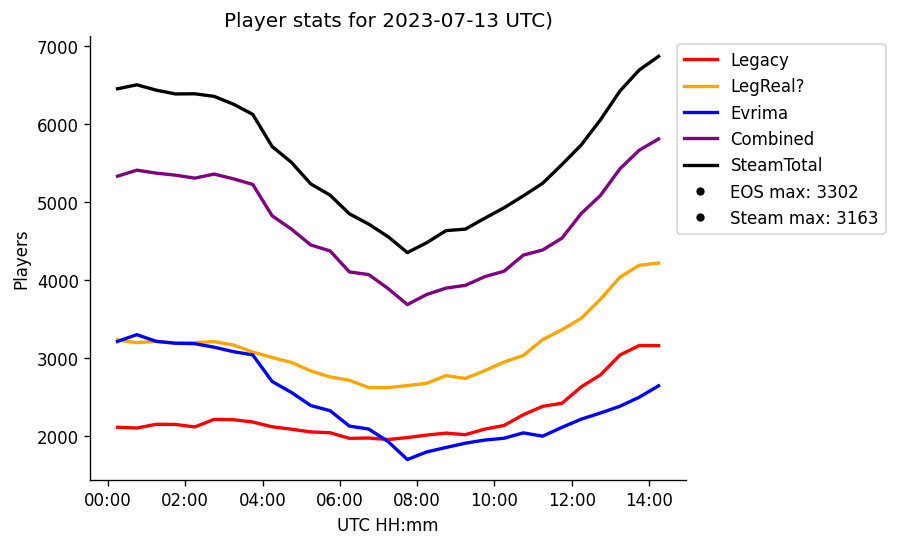 Player stats for 2023-07-13 UTC)
7000
6000
5000
4000
3000
2000
Players
00:00 02:00 04:00 06:00 08:00 10:00 12:00 14:00
UTC HH:mm
Legacy
LegReal?
Evrima
Combined
SteamTotal
EOS max: 3302
Steam max: 3163